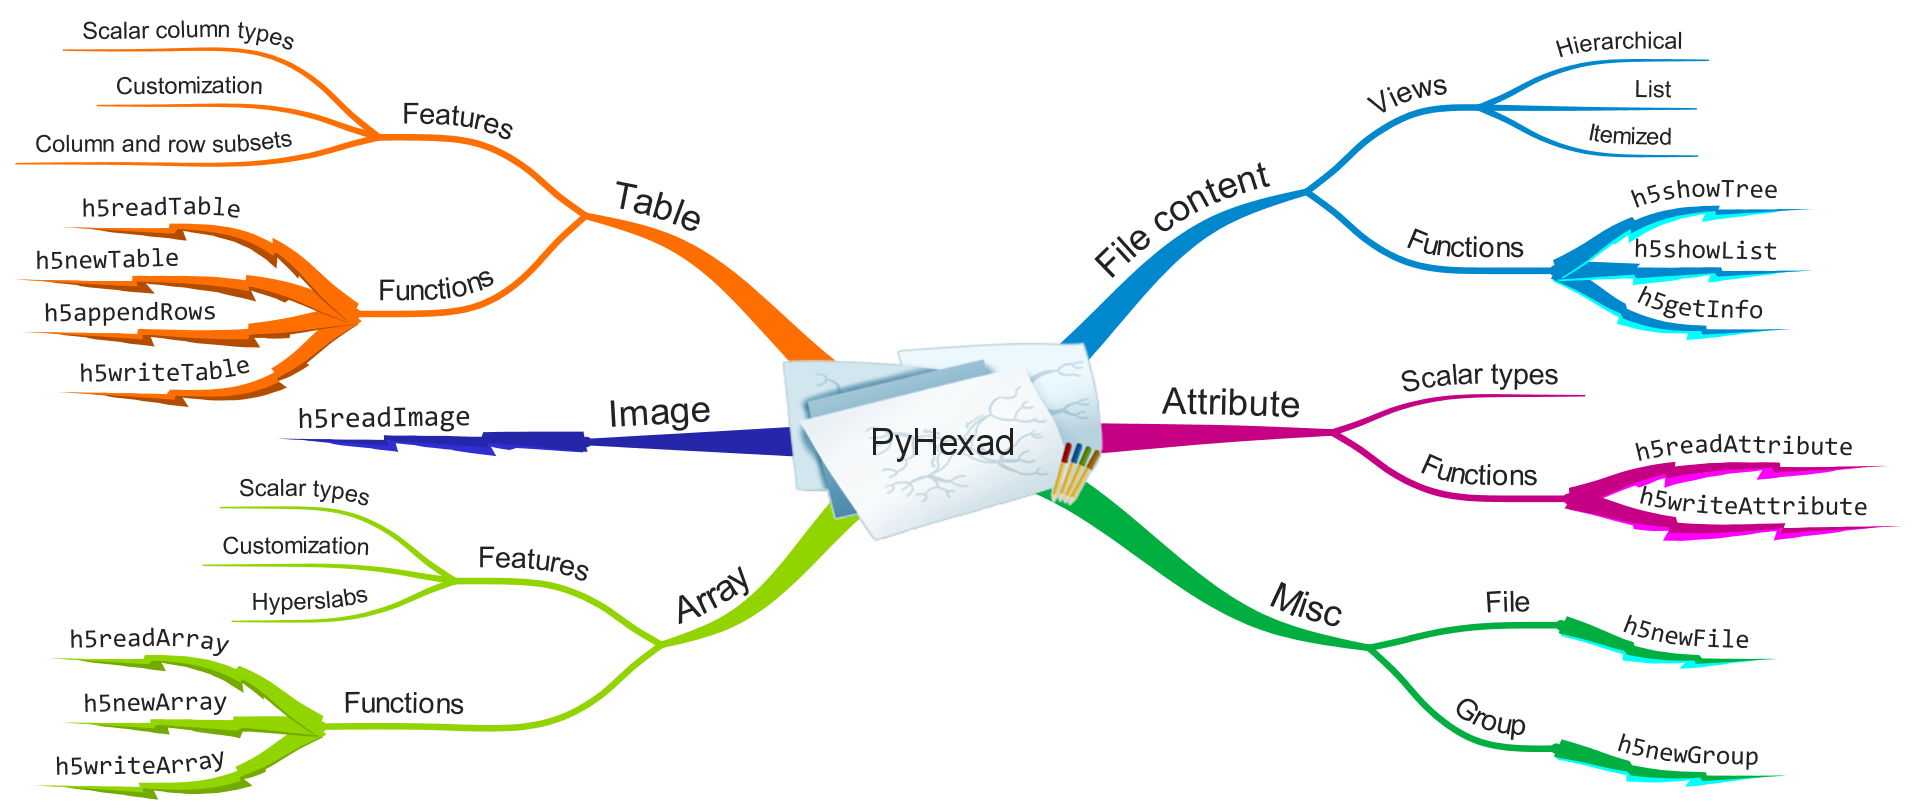 PyHexad
Table
Features
Scalar column types
Customization
Column and row subsets
Functions
h5readTable
h5newTable
h5appendRows
h5writeTable
Image
h5readImage
Array
Features
Scalar types
Customization
Hyperslabs
Functions
h5readArray
h5newArray
h5writeArray
File content
Views
Hierarchical
List
Itemized
Functions
h5showTree
h5showList
h5getInfo
Attribute
Scalar types
Functions
h5readAttribute
h5writeAttribute
Misc
File
h5newFile
Group
h5newGroup